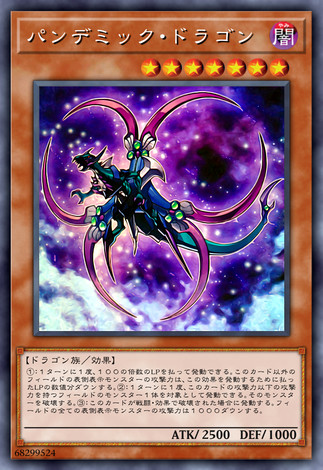 パンデミック・ドラゴン
やみ
闇
【ドラゴン族／効果】
①：１ターンに１度、１００の倍数のLPを払って発動できる。このカード以外の
フィールドの表側表示モンスターの攻撃力は、この効果を発動するために払っ
たLPの数値分ダウンする。②：１ターンに１度、このカードの攻撃力以下の攻撃
力を持つフィールドのモンスター１体を対象として発動できる。そのモンスタ
ーを破壊する。③：このカードが戦闘・効果で破壊された場合に発動する。フィ
ールドの全ての表側表示モンスターの攻撃力は１０００ダウンする。
ATK/ 2500 DEF/1000
68299524